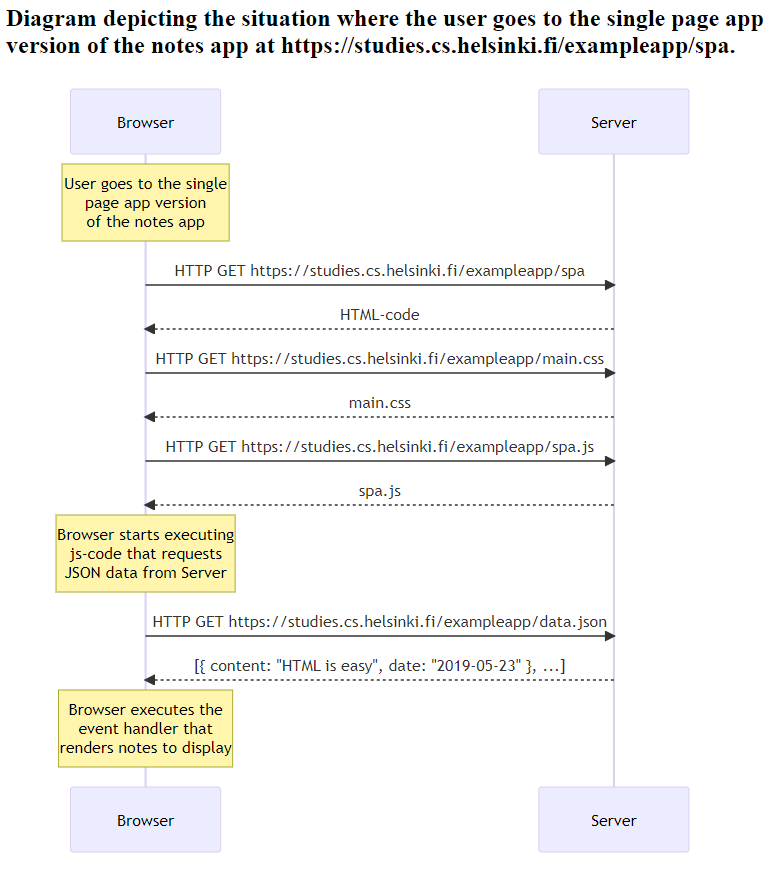 Diagram depicting the situation where the user goes to the single page app
version of the notes app at https://studies.cs.helsinki.fi/exampleapp/spa.
Browser
Server
User goes to the single
page app version
of the notes app
HTTP GET https://studies.cs.helsinki.fi/exampleapp/spa
HTML-code
HTTP GET https://studies.cs.helsinki.fi/exampleapp/main.css
main.css
HTTP GET https://studies.cs.helsinki.fi/exampleapp/spa.js
spa.js
Browser starts executing
js-code that requests
JSON data from Server
HTTP GET https://studies.cs.helsinki.fi/exampleapp/data.json
[{ content: "HTML is easy", date: "2019-05-23" }, ...]
Browser executes the
event handler that
renders notes to display
Browser
Server